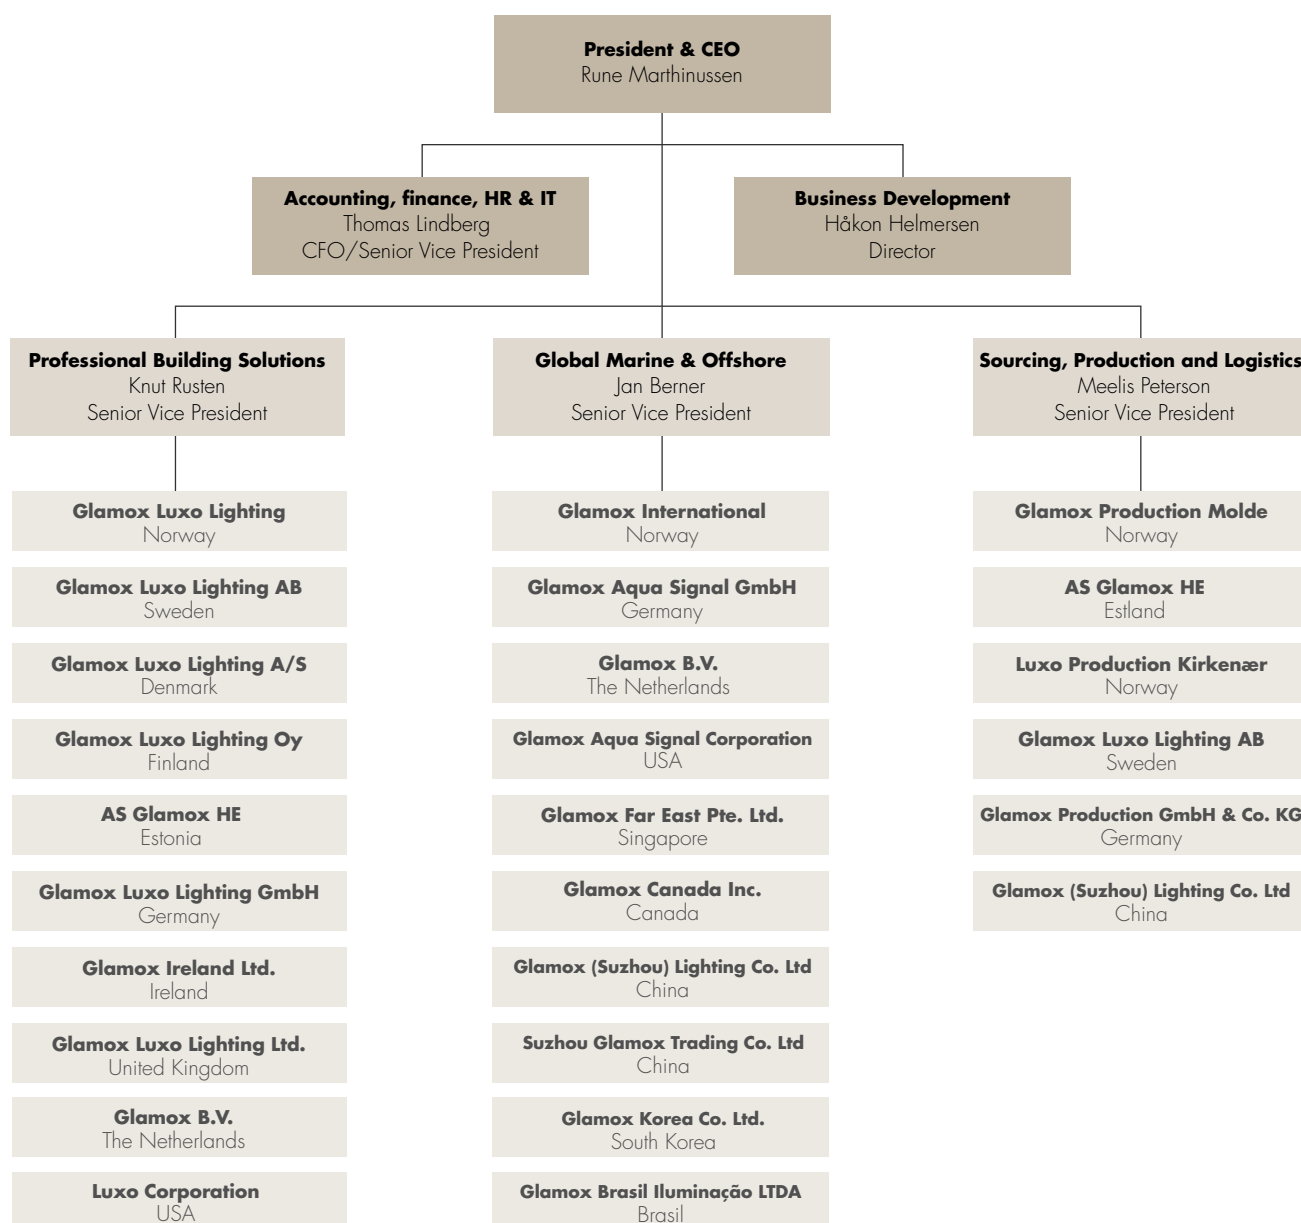 President & CEO
Rune Marthinussen
Accounting, finance, HR & IT
Thomas Lindberg
CFO/Senior Vice President
Business Development
Håkon Helmersen
Director
Professional Building Solutions
Knut Rusten
Senior Vice President
Global Marine & Offshore
Jan Berner
Senior Vice President
Sourcing, Production and Logistics
Meelis Peterson
Senior Vice President
Glamox Luxo Lighting
Norway
Glamox Luxo Lighting AB
Sweden
Glamox Luxo Lighting A/S
Denmark
Glamox Luxo Lighting Oy
Finland
AS Glamox HE
Estonia
Glamox Luxo Lighting GmbH
Germany
Glamox Ireland Ltd.
Ireland
Glamox Luxo Lighting Ltd.
United Kingdom
Glamox B.V.
The Netherlands
Luxo Corporation
USA
Glamox International
Norway
Glamox Aqua Signal GmbH
Germany
Glamox B.V.
The Netherlands
Glamox Aqua Signal Corporation
USA
Glamox Far East Pte. Ltd.
Singapore
Glamox Canada Inc.
Canada
Glamox (Suzhou) Lighting Co. Ltd
China
Suzhou Glamox Trading Co. Ltd
China
Glamox Korea Co. Ltd.
South Korea
Glamox Brasil Iluminação LTDA
Brasil
Glamox Production Molde
Norway
AS Glamox HE
Estland
Luxo Production Kirkenær
Norway
Glamox Luxo Lighting AB
Sweden
Glamox Production GmbH & Co. KG
Germany
Glamox (Suzhou) Lighting Co. Ltd
China